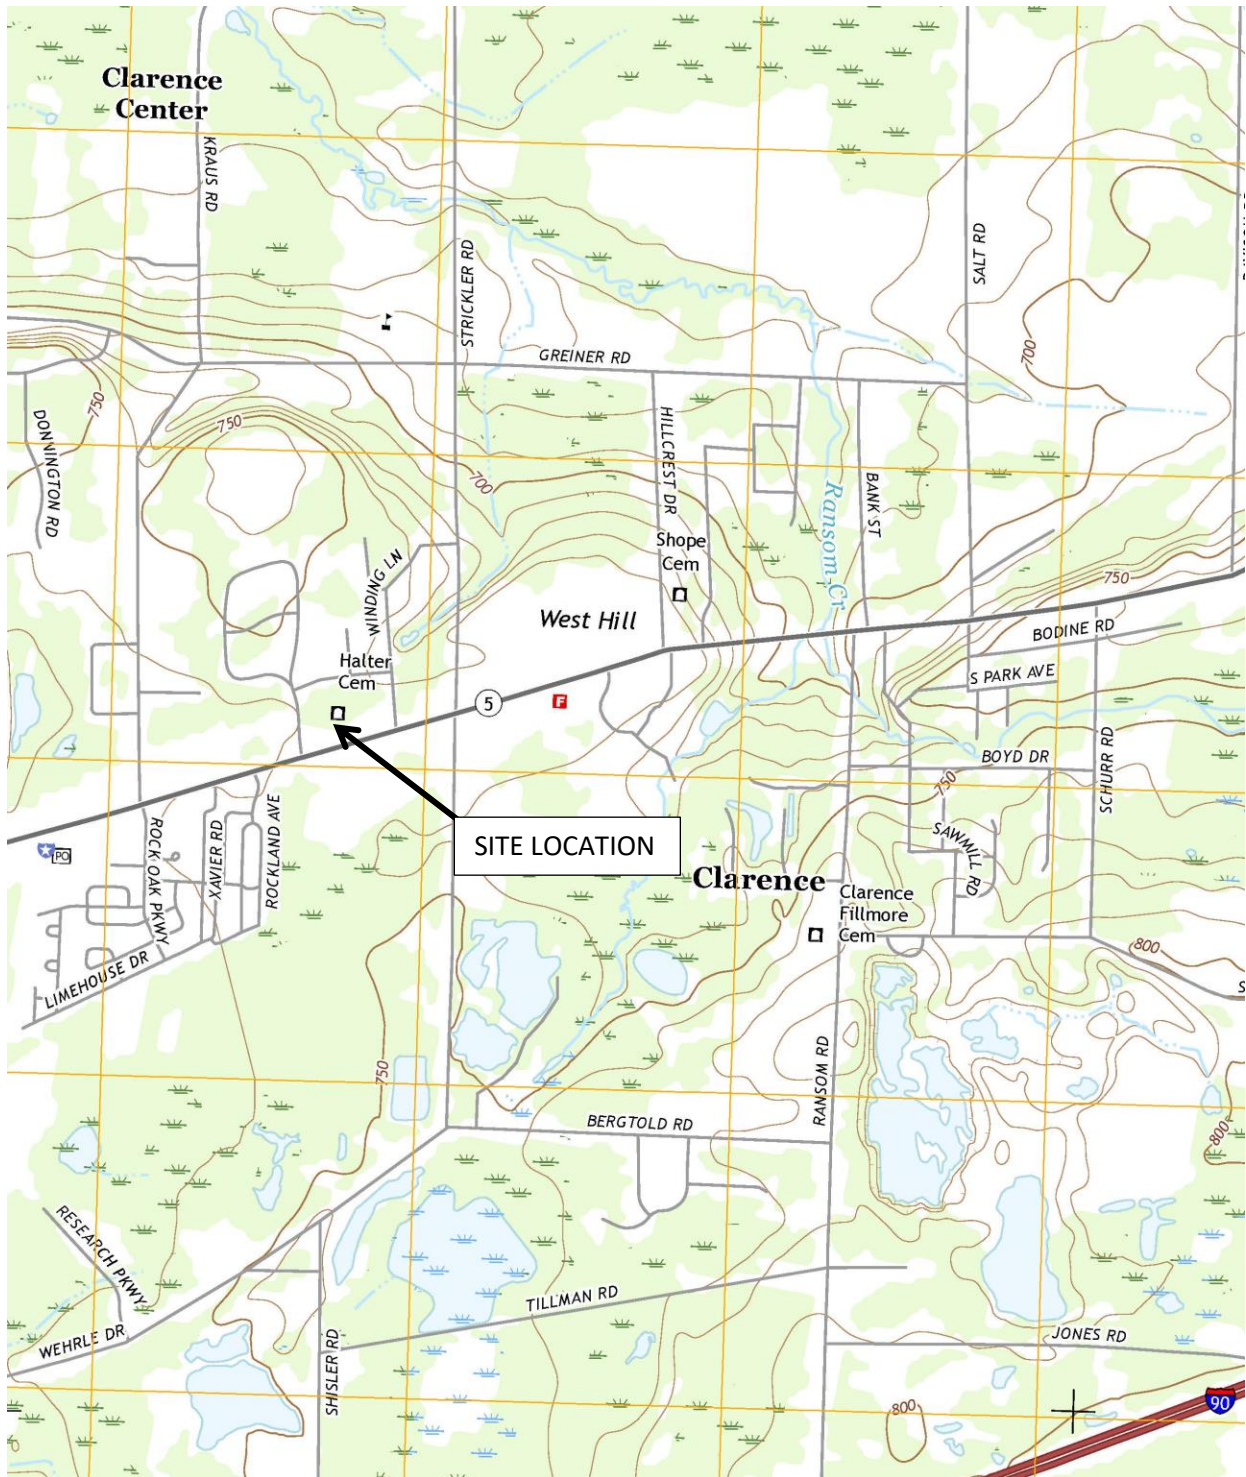 Clarence
Center
KRAUS RD
STRICKLER RD
SALT RD
GREINER RD
700
750
750
DONNINGTON RD
700
HILLCREST DR
BANK ST
Ransom Cr
Shope
Cem
WINDING LN
West Hill
750
BODINE RD
Halter
Cem
S PARK AVE
5
F
BOYD DR
SCHURR RD
750
ROCK OAK PKWY
XAVIER RD
ROCKLAND AVE
SITE LOCATION
SAWMILL RD
PO
Clarence
Clarence
Fillmore
Cem
800
LIMEHOUSE DR
S
750
RANSOM RD
BERGTOLD RD
800
RESEARCH PKWY
TILLMAN RD
WEHRLE DR
SHISLER RD
JONES RD
800
90